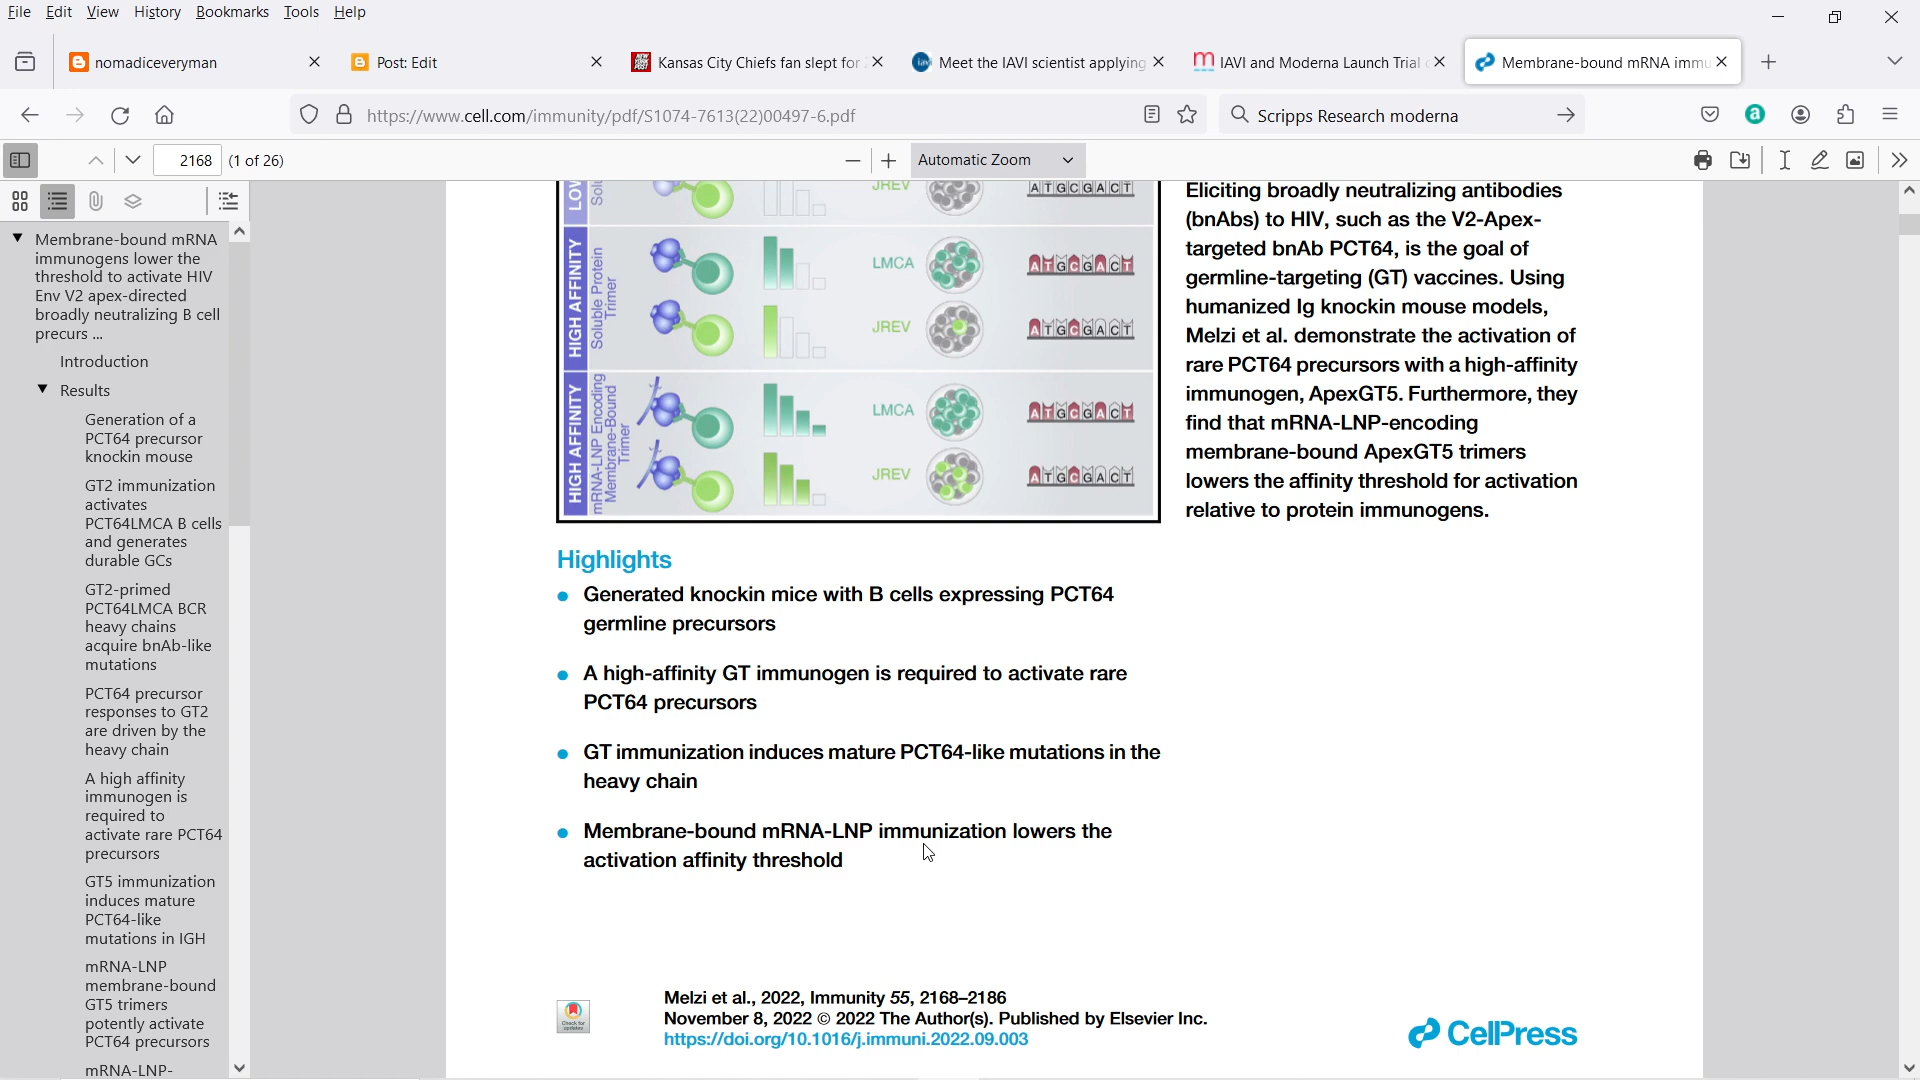 File Edit View History Bookmarks Tools Help
nomadiceveryman
Post: Edit
Kansas City Chiefs fan slept for
Meet the IAVI scientist applying
IAVI and Moderna Launch Trial
Membrane-bound mRNA immu
https://www.cell.com/immunity/pdf/S1074-7613(22)00497-6.pdf
Scripps Research moderna
2168 (1 of 26)
Automatic Zoom
Membrane-bound mRNA
immunogens lower the
threshold to activate HIV
Env V2 apex-directed
broadly neutralizing B cell
precurs ...
Introduction
Results
Generation of a
PCT64 precursor
knockin mouse
GT2 immunization
activates
PCT64LMCA B cells
and generates
durable GCs
GT2-primed
PCT64LMCA BCR
heavy chains
acquire bnAb-like
mutations
PCT64 precursor
responses to GT2
are driven by the
heavy chain
A high affinity
immunogen is
required to
activate rare PCT64
precursors
GT5 immunization
induces mature
PCT64-like
mutations in IGH
mRNA-LNP
membrane-bound
GT5 trimers
potently activate
PCT64 precursors
mRNA-LNP-
LOW
JREV
ATGCGACT
HIGH AFFINITY
Soluble Protein
Trimer
LMCA
ATGCGACT
JREV
ATGCGACT
HIGH AFFINITY
mRNA-LNP Encoding
Membrane-Bound
Trimer
LMCA
ATGCGACT
JREV
ATGCGACT
Eliciting broadly neutralizing antibodies
(bnAbs) to HIV, such as the V2-Apex-
targeted bnAb PCT64, is the goal of
germline-targeting (GT) vaccines. Using
humanized Ig knockin mouse models,
Melzi et al. demonstrate the activation of
rare PCT64 precursors with a high-affinity
immunogen, ApexGT5. Furthermore, they
find that mRNA-LNP-encoding
membrane-bound ApexGT5 trimers
lowers the affinity threshold for activation
relative to protein immunogens.
Highlights
Generated knockin mice with B cells expressing PCT64
germline precursors
A high-affinity GT immunogen is required to activate rare
PCT64 precursors
GT immunization induces mature PCT64-like mutations in the
heavy chain
Membrane-bound mRNA-LNP immunization lowers the
activation affinity threshold
Check for
updates
Melzi et al., 2022, Immunity 55, 2168–2186
November 8, 2022 © 2022 The Author(s). Published by Elsevier Inc.
https://doi.org/10.1016/j.immuni.2022.09.003
CellPress